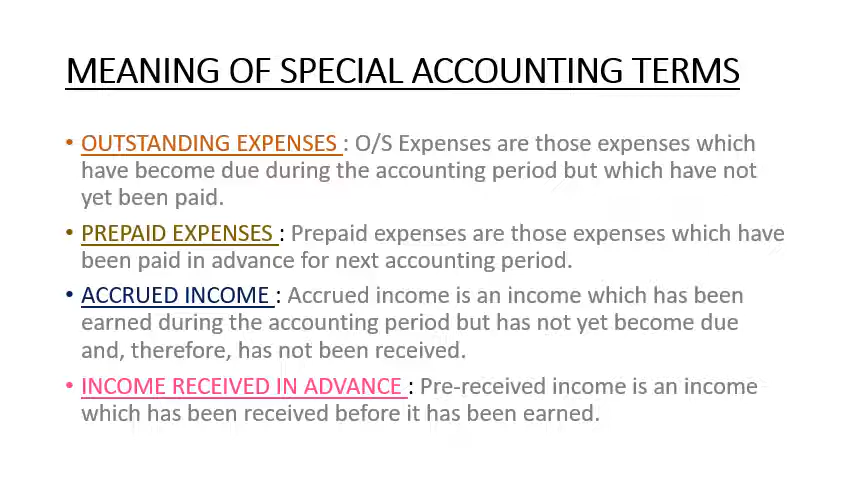 MEANING OF SPECIAL ACCOUNTING TERMS
• OUTSTANDING EXPENSES : O/S Expenses are those expenses which
have become due during the accounting period but which have not
yet been paid.
• PREPAID EXPENSES : Prepaid expenses are those expenses which have
been paid in advance for next accounting period.
• ACCRUED INCOME : Accrued income is an income which has been
earned during the accounting period but has not yet become due
and, therefore, has not been received.
• INCOME RECEIVED IN ADVANCE : Pre-received income is an income
which has been received before it has been earned.